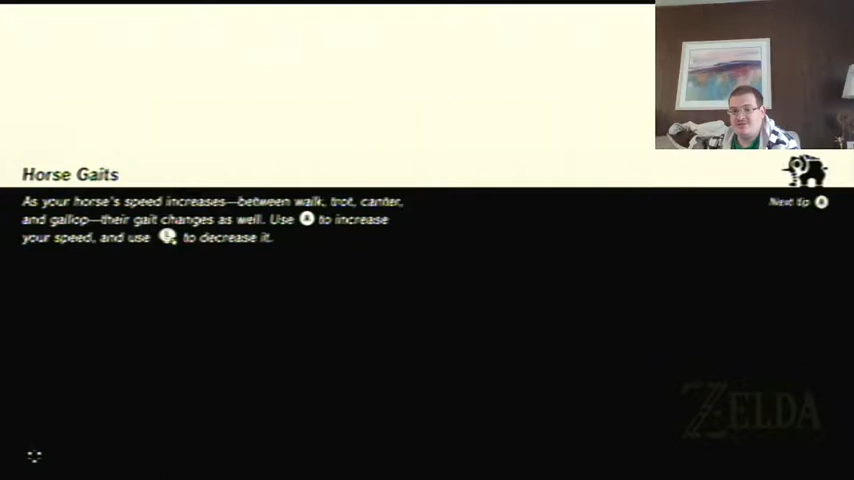 Horse Gaits
As your horse's speed increases—between walk, trot, canter,
and gallop—their gait changes as well. Use A to increase
your speed, and use L to decrease it.
Next tip A
ZELDA